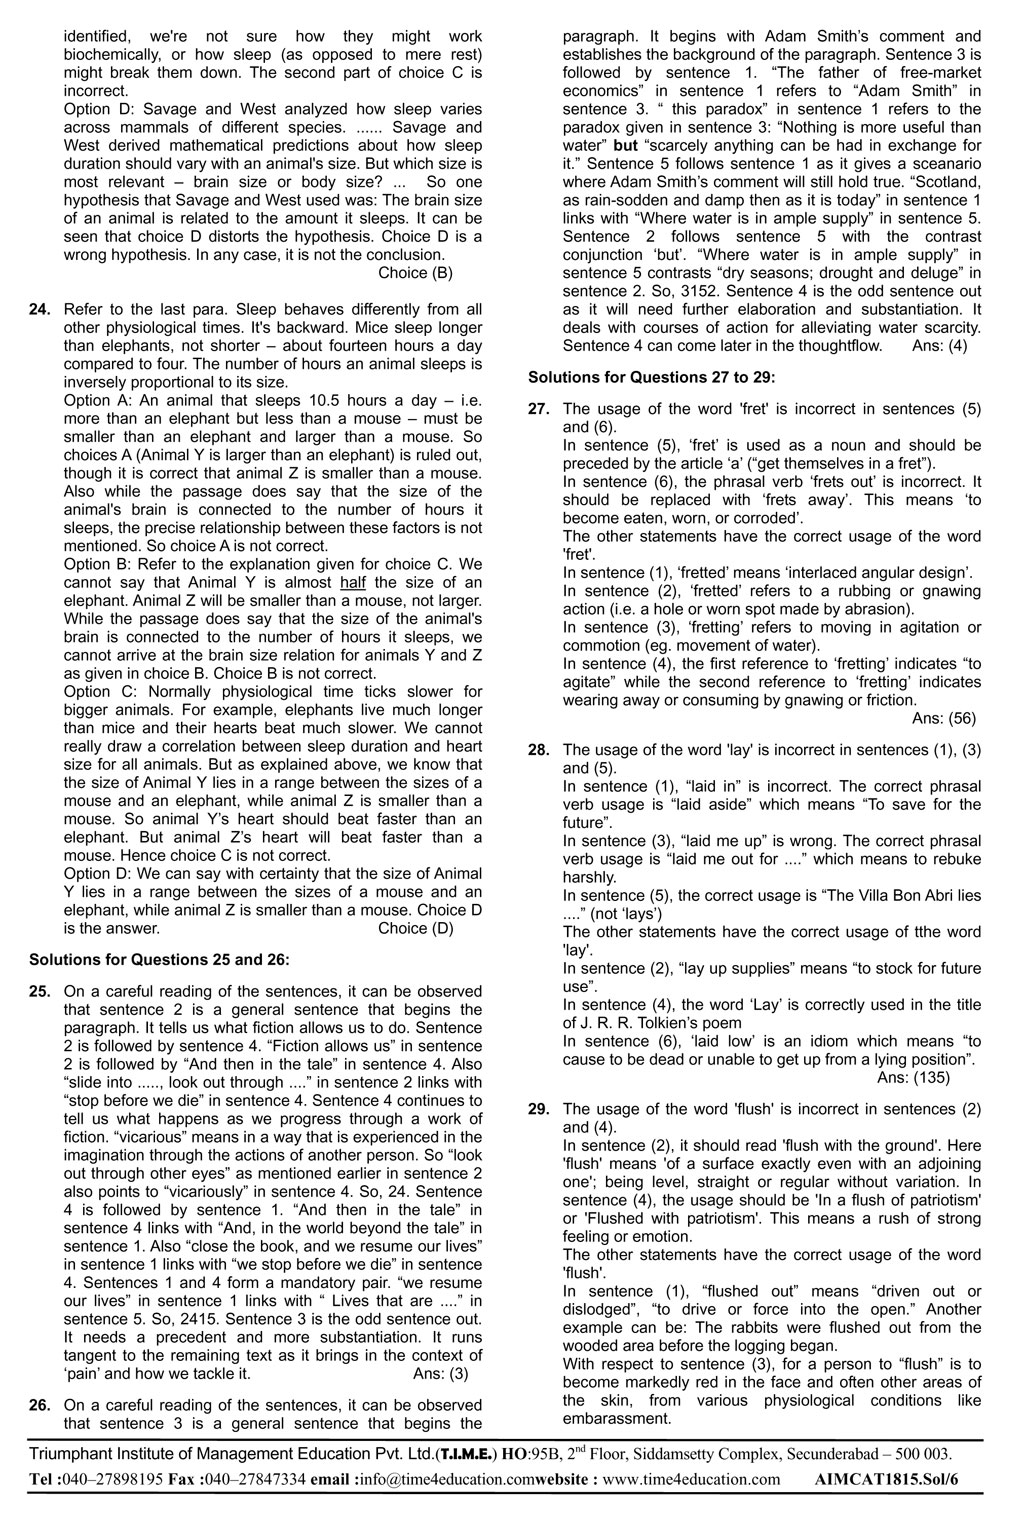 identified, we're not sure how they might work
biochemically, or how sleep (as opposed to mere rest)
might break them down. The second part of choice C is
incorrect.
Option D: Savage and West analyzed how sleep varies
across mammals of different species. ...... Savage and
West derived mathematical predictions about how sleep
duration should vary with an animal's size. But which size is
most relevant – brain size or body size? ... So one
hypothesis that Savage and West used was: The brain size
of an animal is related to the amount it sleeps. It can be
seen that choice D distorts the hypothesis. Choice D is a
wrong hypothesis. In any case, it is not the conclusion.
Choice (B)
24. Refer to the last para. Sleep behaves differently from all
other physiological times. It's backward. Mice sleep longer
than elephants, not shorter – about fourteen hours a day
compared to four. The number of hours an animal sleeps is
inversely proportional to its size.
Option A: An animal that sleeps 10.5 hours a day – i.e.
more than an elephant but less than a mouse – must be
smaller than an elephant and larger than a mouse. So
choices A (Animal Y is larger than an elephant) is ruled out,
though it is correct that animal Z is smaller than a mouse.
Also while the passage does say that the size of the
animal's brain is connected to the number of hours it
sleeps, the precise relationship between these factors is not
mentioned. So choice A is not correct.
Option B: Refer to the explanation given for choice C. We
cannot say that Animal Y is almost half the size of an
elephant. Animal Z will be smaller than a mouse, not larger.
While the passage does say that the size of the animal's
brain is connected to the number of hours it sleeps, we
cannot arrive at the brain size relation for animals Y and Z
as given in choice B. Choice B is not correct.
Option C: Normally physiological time ticks slower for
bigger animals. For example, elephants live much longer
than mice and their hearts beat much slower. We cannot
really draw a correlation between sleep duration and heart
size for all animals. But as explained above, we know that
the size of Animal Y lies in a range between the sizes of a
mouse and an elephant, while animal Z is smaller than a
mouse. So animal Y’s heart should beat faster than an
elephant. But animal Z’s heart will beat faster than a
mouse. Hence choice C is not correct.
Option D: We can say with certainty that the size of Animal
Y lies in a range between the sizes of a mouse and an
elephant, while animal Z is smaller than a mouse. Choice D
is the answer. Choice (D)
Solutions for Questions 25 and 26:
25. On a careful reading of the sentences, it can be observed
that sentence 2 is a general sentence that begins the
paragraph. It tells us what fiction allows us to do. Sentence
2 is followed by sentence 4. “Fiction allows us” in sentence
2 is followed by “And then in the tale” in sentence 4. Also
“slide into ....., look out through ....” in sentence 2 links with
“stop before we die” in sentence 4. Sentence 4 continues to
tell us what happens as we progress through a work of
fiction. “vicarious” means in a way that is experienced in the
imagination through the actions of another person. So “look
out through other eyes” as mentioned earlier in sentence 2
also points to “vicariously” in sentence 4. So, 24. Sentence
4 is followed by sentence 1. “And then in the tale” in
sentence 4 links with “And, in the world beyond the tale” in
sentence 1. Also “close the book, and we resume our lives”
in sentence 1 links with “we stop before we die” in sentence
4. Sentences 1 and 4 form a mandatory pair. “we resume
our lives” in sentence 1 links with “ Lives that are ....” in
sentence 5. So, 2415. Sentence 3 is the odd sentence out.
It needs a precedent and more substantiation. It runs
tangent to the remaining text as it brings in the context of
‘pain’ and how we tackle it. Ans: (3)
26. On a careful reading of the sentences, it can be observed
that sentence 3 is a general sentence that begins the
paragraph. It begins with Adam Smith’s comment and
establishes the background of the paragraph. Sentence 3 is
followed by sentence 1. “The father of free-market
economics” in sentence 1 refers to “Adam Smith” in
sentence 3. “ this paradox” in sentence 1 refers to the
paradox given in sentence 3: “Nothing is more useful than
water” but “scarcely anything can be had in exchange for
it.” Sentence 5 follows sentence 1 as it gives a sceanario
where Adam Smith’s comment will still hold true. “Scotland,
as rain-sodden and damp then as it is today” in sentence 1
links with “Where water is in ample supply” in sentence 5.
Sentence 2 follows sentence 5 with the contrast
conjunction ‘but’. “Where water is in ample supply” in
sentence 5 contrasts “dry seasons; drought and deluge” in
sentence 2. So, 3152. Sentence 4 is the odd sentence out
as it will need further elaboration and substantiation. It
deals with courses of action for alleviating water scarcity.
Sentence 4 can come later in the thoughtflow. Ans: (4)
Solutions for Questions 27 to 29:
27. The usage of the word 'fret' is incorrect in sentences (5)
and (6).
In sentence (5), ‘fret’ is used as a noun and should be
preceded by the article ‘a’ (“get themselves in a fret”).
In sentence (6), the phrasal verb ‘frets out’ is incorrect. It
should be replaced with ‘frets away’. This means ‘to
become eaten, worn, or corroded’.
The other statements have the correct usage of the word
'fret'.
In sentence (1), ‘fretted’ means ‘interlaced angular design’.
In sentence (2), ‘fretted’ refers to a rubbing or gnawing
action (i.e. a hole or worn spot made by abrasion).
In sentence (3), ‘fretting’ refers to moving in agitation or
commotion (eg. movement of water).
In sentence (4), the first reference to ‘fretting’ indicates “to
agitate” while the second reference to ‘fretting’ indicates
wearing away or consuming by gnawing or friction.
Ans: (56)
28. The usage of the word 'lay' is incorrect in sentences (1), (3)
and (5).
In sentence (1), “laid in” is incorrect. The correct phrasal
verb usage is “laid aside” which means “To save for the
future”.
In sentence (3), “laid me up” is wrong. The correct phrasal
verb usage is “laid me out for ....” which means to rebuke
harshly.
In sentence (5), the correct usage is “The Villa Bon Abri lies
....” (not ‘lays’)
The other statements have the correct usage of tthe word
'lay'.
In sentence (2), “lay up supplies” means “to stock for future
use”.
In sentence (4), the word ‘Lay’ is correctly used in the title
of J. R. R. Tolkien’s poem
In sentence (6), ‘laid low’ is an idiom which means “to
cause to be dead or unable to get up from a lying position”.
Ans: (135)
29. The usage of the word 'flush' is incorrect in sentences (2)
and (4).
In sentence (2), it should read 'flush with the ground'. Here
'flush' means 'of a surface exactly even with an adjoining
one'; being level, straight or regular without variation. In
sentence (4), the usage should be 'In a flush of patriotism'
or 'Flushed with patriotism'. This means a rush of strong
feeling or emotion.
The other statements have the correct usage of the word
'flush'.
In sentence (1), “flushed out” means “driven out or
dislodged”, “to drive or force into the open.” Another
example can be: The rabbits were flushed out from the
wooded area before the logging began.
With respect to sentence (3), for a person to “flush” is to
become markedly red in the face and often other areas of
the skin, from various physiological conditions like
embarassment.
Triumphant Institute of Management Education Pvt. Ltd.(T.I.M.E.) HO:95B, 2nd Floor, Siddamsetty Complex, Secunderabad – 500 003.
Tel :040–27898195 Fax :040–27847334 email :info@time4education.comwebsite : www.time4education.com AIMCAT1815.Sol/6